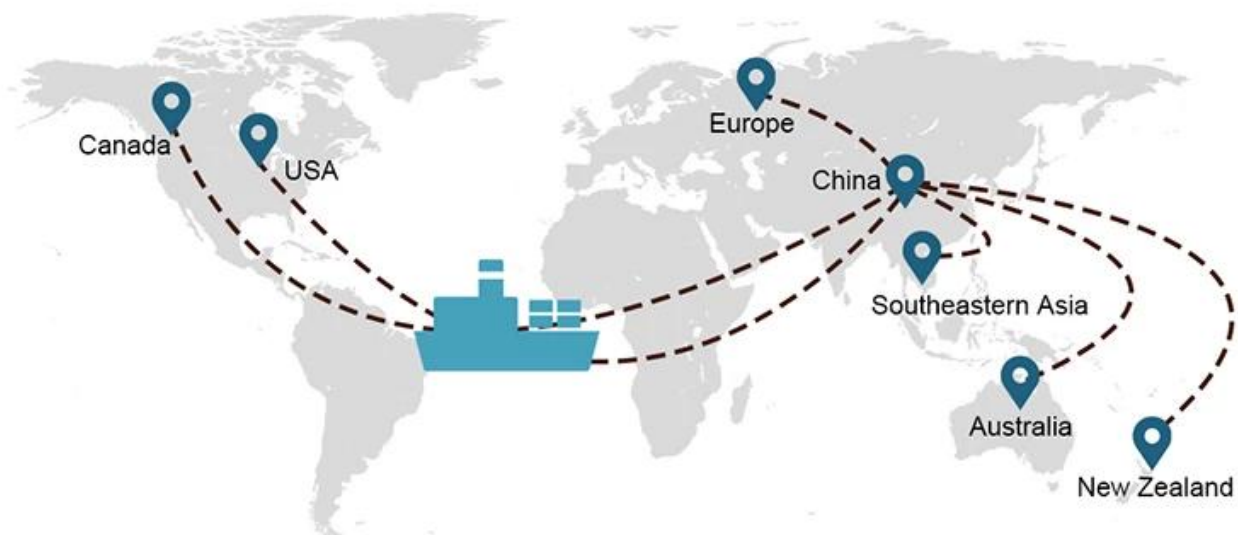 Canada
USA
Europe
China
Southeastern Asia
Australia
New Zealand